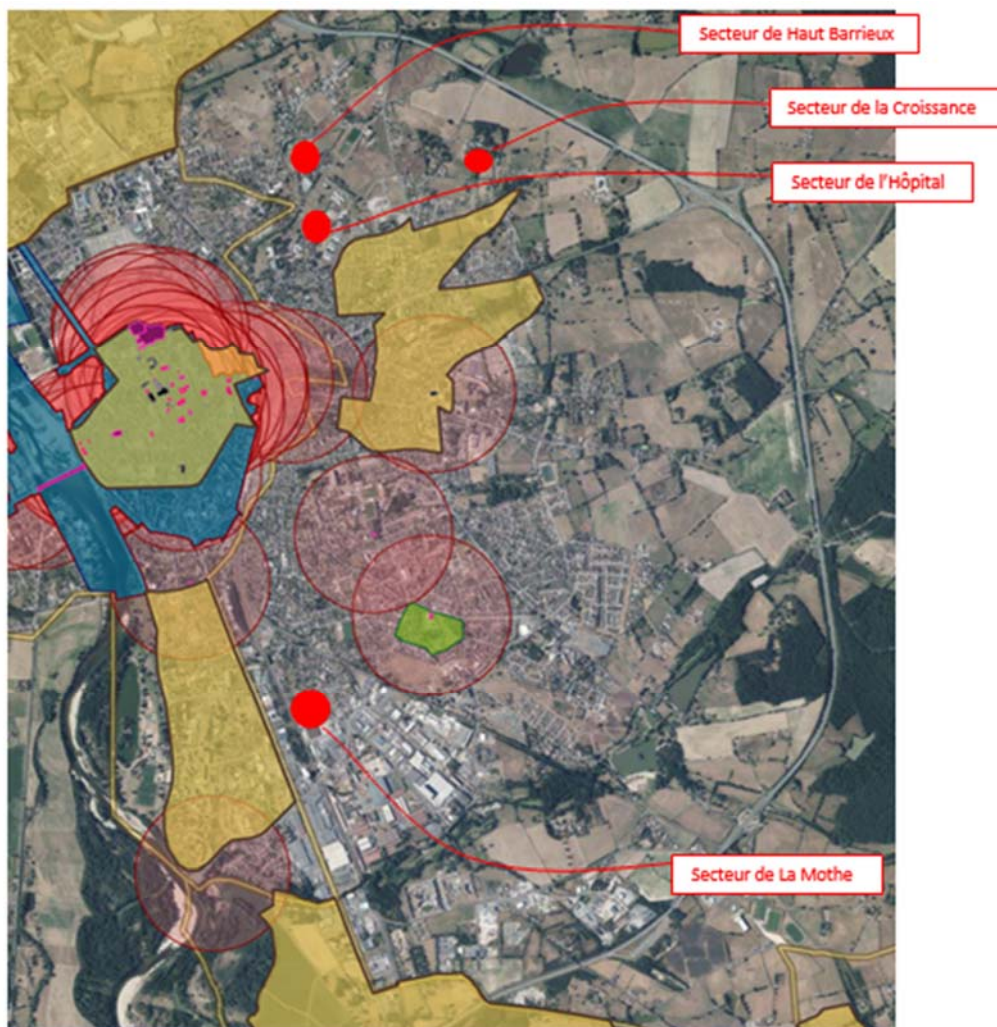 Secteur de Haut Barrieux
Secteur de la Croissance
Secteur de l'Hôpital
Secteur de La Mothe